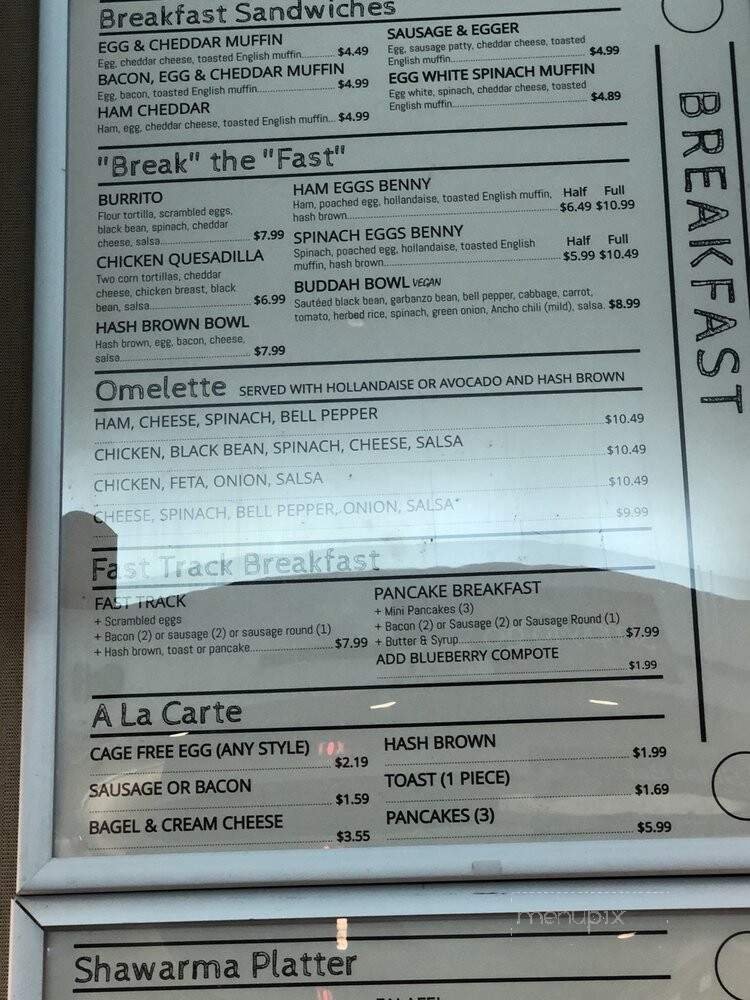 Breakfast Sandwiches
EGG & CHEDDAR MUFFIN
Egg, cheddar cheese, toasted English muffin $4.49
BACON, EGG & CHEDDAR MUFFIN
Egg, bacon, toasted English muffin $4.99
HAM CHEDDAR
Ham, egg, cheddar cheese, toasted English muffin... $4.99
SAUSAGE & EGGER
Egg, sausage patty, cheddar cheese, toasted
English muffin $4.99
EGG WHITE SPINACH MUFFIN
Egg white, spinach, cheddar cheese, toasted
English muffin $4.89
BREAKFAST
"Break" the "Fast"
BURRITO
Flour tortilla, scrambled eggs,
black bean, spinach, cheddar
cheese, salsa $7.99
CHICKEN QUESADILLA
Two corn tortillas, cheddar
cheese, chicken breast, black
bean, salsa $6.99
HASH BROWN BOWL
Hash brown, egg, bacon, cheese,
salsa $7.99
HAM EGGS BENNY
Ham, poached egg, hollandaise, toasted English muffin, Half Full
hash brown $6.49 $10.99
SPINACH EGGS BENNY
Spinach, poached egg, hollandaise, toasted English Half Full
muffin, hash brown $5.99 $10.49
BUDDAH BOWL VEGAN
Sautéed black bean, garbanzo bean, bell pepper, cabbage, carrot,
tomato, herbed rice, spinach, green onion, Ancho chili (mild), salsa. $8.99
Omelette SERVED WITH HOLLANDAISE OR AVOCADO AND HASH BROWN
HAM, CHEESE, SPINACH, BELL PEPPER $10.49
CHICKEN, BLACK BEAN, SPINACH, CHEESE, SALSA $10.49
CHICKEN, FETA, ONION, SALSA $10.49
CHEESE, SPINACH, BELL PEPPER, ONION, SALSA $9.99
Fast Track Breakfast
FAST TRACK
+ Scrambled eggs
+ Bacon (2) or sausage (2) or sausage round (1)
+ Hash brown, toast or pancake $7.99
PANCAKE BREAKFAST
+ Mini Pancakes (3)
+ Bacon (2) or Sausage (2) or Sausage Round (1)
+ Butter & Syrup $7.99
ADD BLUEBERRY COMPOTE $1.99
A La Carte
CAGE FREE EGG (ANY STYLE) $2.19
SAUSAGE OR BACON $1.59
BAGEL & CREAM CHEESE $3.55
HASH BROWN $1.99
TOAST (1 PIECE) $1.69
PANCAKES (3) $5.99
menupix
Shawarma Platter